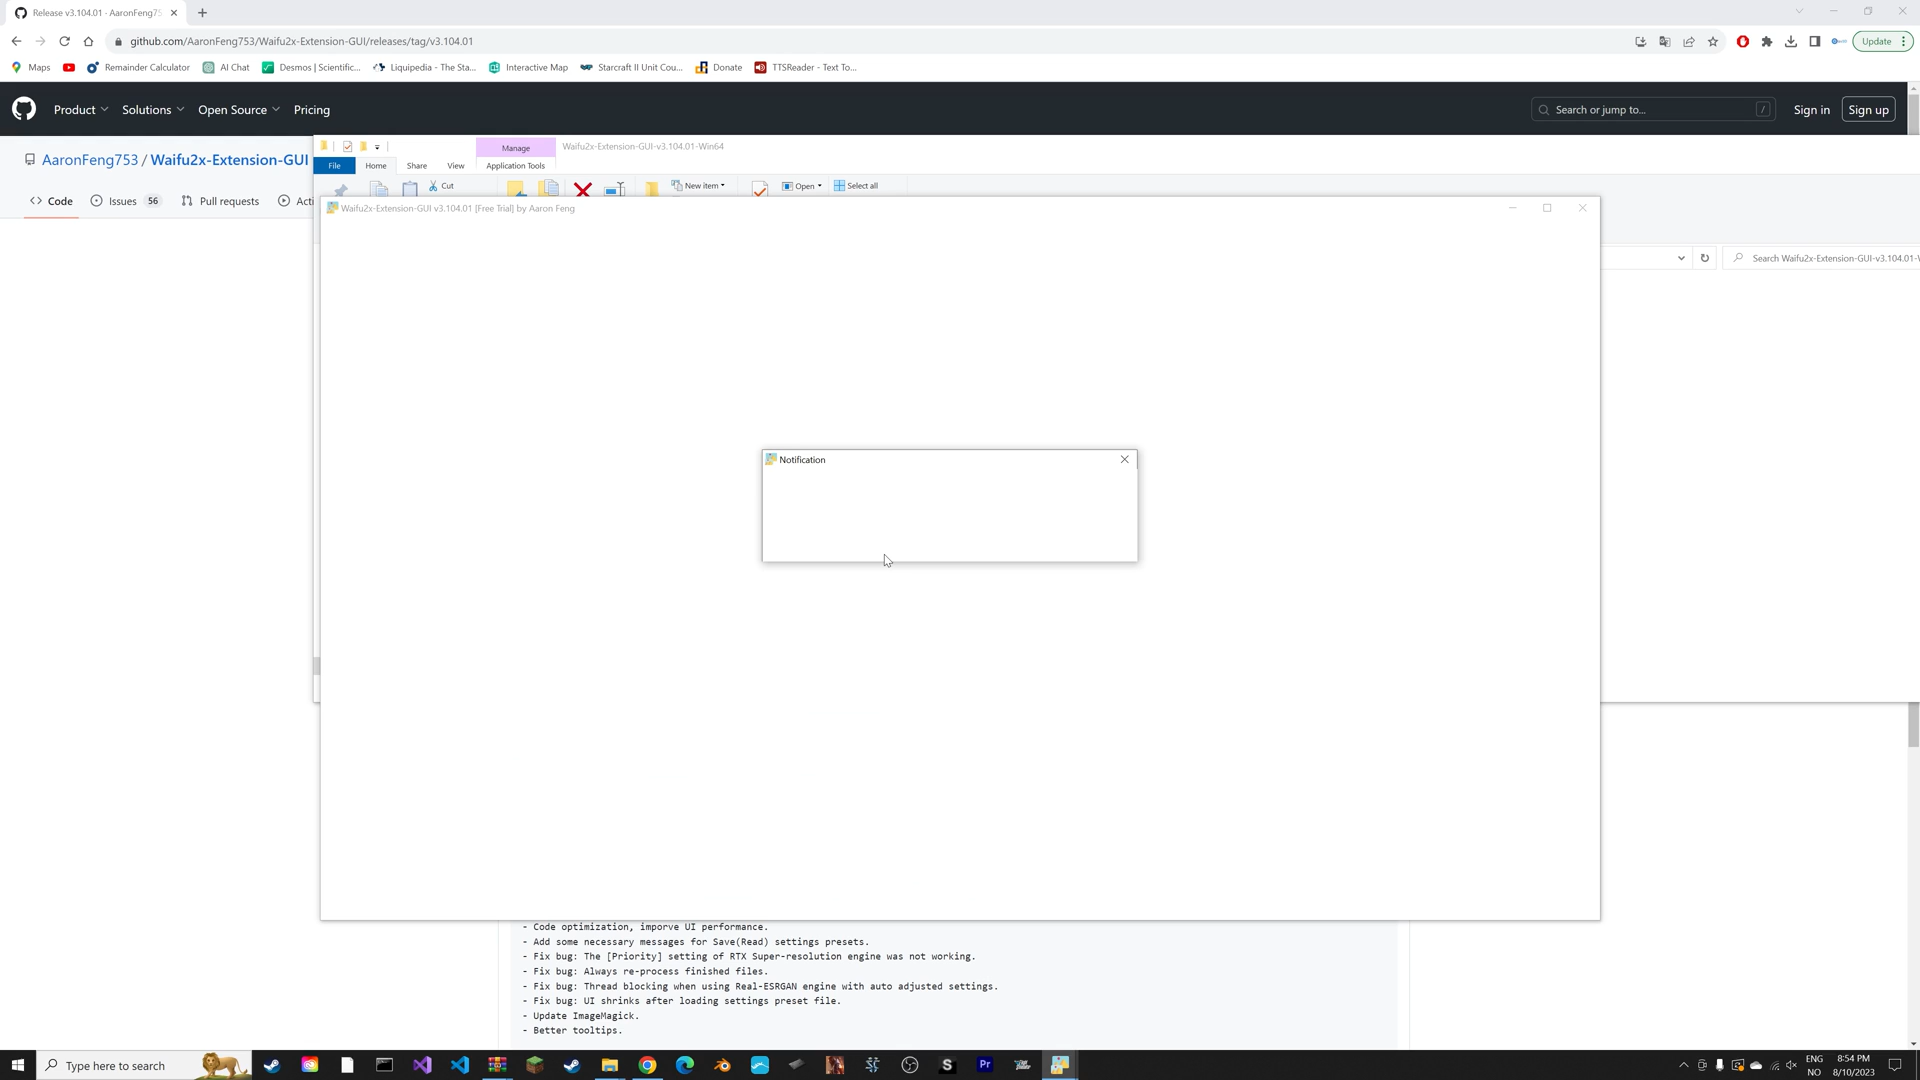 Release v3.104.01 · AaronFeng75
github.com/AaronFeng753/Waifu2x-Extension-GUI/releases/tag/v3.104.01
Update
Maps
Remainder Calculator
AI Chat
Desmos | Scientific...
Liquipedia - The Sta...
Interactive Map
Starcraft II Unit Cou...
Donate
TTSReader - Text To...
Product
Solutions
Open Source
Pricing
Search or jump to...
/
Sign in
Sign up
AaronFeng753 / Waifu2x-Extension-GUI
Manage
Waifu2x-Extension-GUI-v3.104.01-Win64
File
Home
Share
View
Application Tools
Cut
New item
Open
Select all
Code
Issues 56
Pull requests
Acti
Waifu2x-Extension-GUI v3.104.01 [Free Trial] by Aaron Feng
Search Waifu2x-Extension-GUI-v3.104.01-W
Notification
- Code optimization, imporve UI performance.
- Add some necessary messages for Save(Read) settings presets.
- Fix bug: The [Priority] setting of RTX Super-resolution engine was not working.
- Fix bug: Always re-process finished files.
- Fix bug: Thread blocking when using Real-ESRGAN engine with auto adjusted settings.
- Fix bug: UI shrinks after loading settings preset file.
- Update ImageMagick.
- Better tooltips.
Type here to search
S
Pr
ENG
NO
8:54 PM
8/10/2023